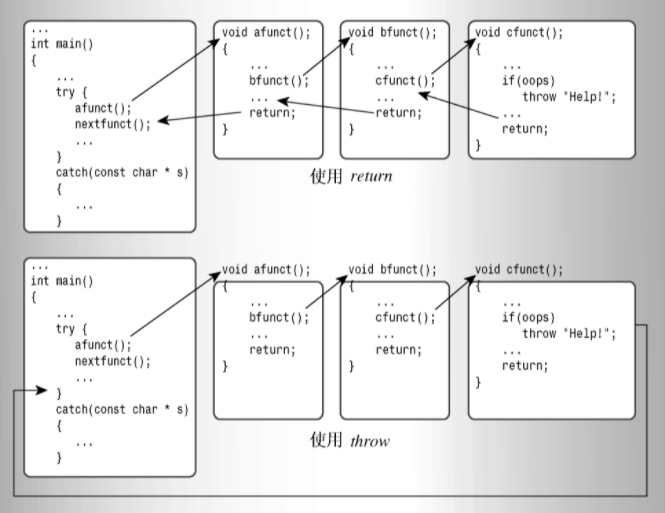 ...
int main()
{
...
try {
afunct();
nextfunct();
...
}
catch(const char * s)
{
...
}
void afunct();
{
...
bfunct();
...
return;
}
void bfunct();
{
...
cfunct();
...
return;
}
void cfunct();
{
...
if(oops)
throw "Help!";
...
return;
}
使用 return
...
int main()
{
...
try {
afunct();
nextfunct();
...
}
catch(const char * s)
{
...
}
void afunct();
{
...
bfunct();
...
return;
}
void bfunct();
{
...
cfunct();
...
return;
}
void cfunct();
{
...
if(oops)
throw "Help!";
...
return;
}
使用 throw